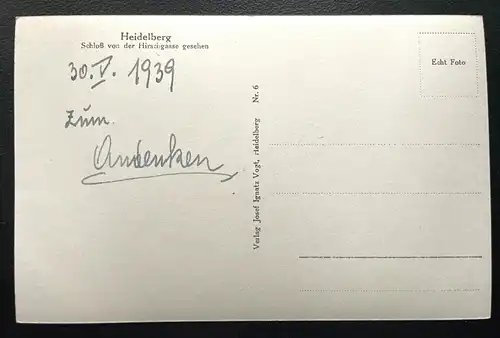 Heidelberg
Schloß von der Hirschgasse gesehen
30. V. 1939
Zum
Andenken
Verlag Josef Ignatz Vogt, Heidelberg Nr. 6
Echt Foto